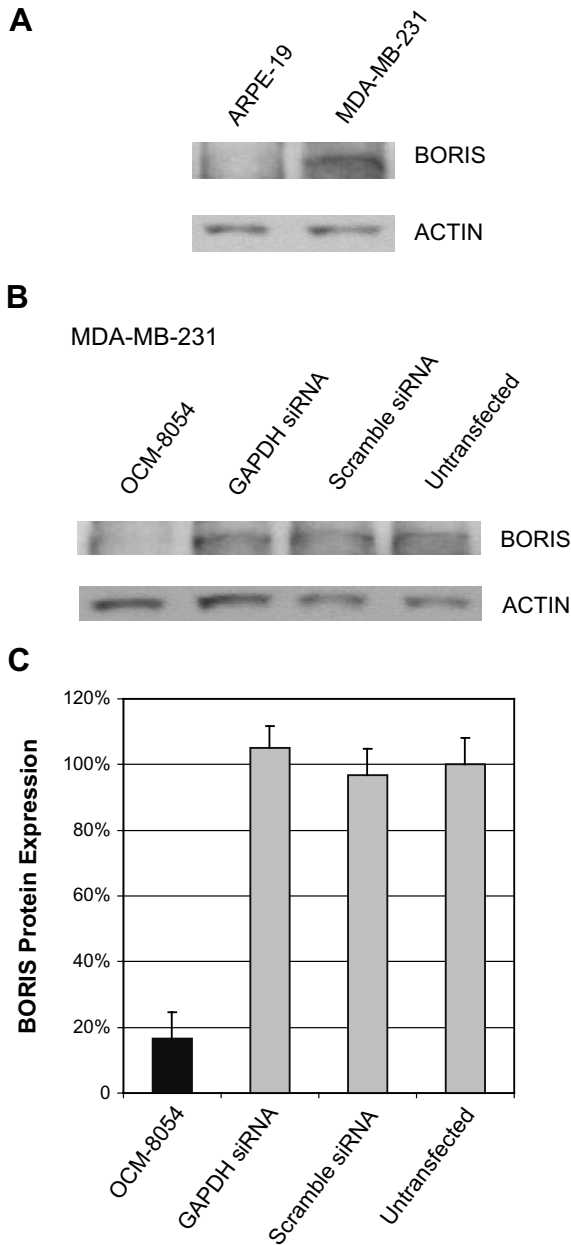 A
ARPE-19
MDA-MB-231
BORIS
ACTIN
B
MDA-MB-231
OCM-8054
GAPDH siRNA
Scramble siRNA
Untransfected
BORIS
ACTIN
C
BORIS Protein Expression
120%
100%
80%
60%
40%
20%
0
OCM-8054
GAPDH siRNA
Scramble siRNA
Untransfected